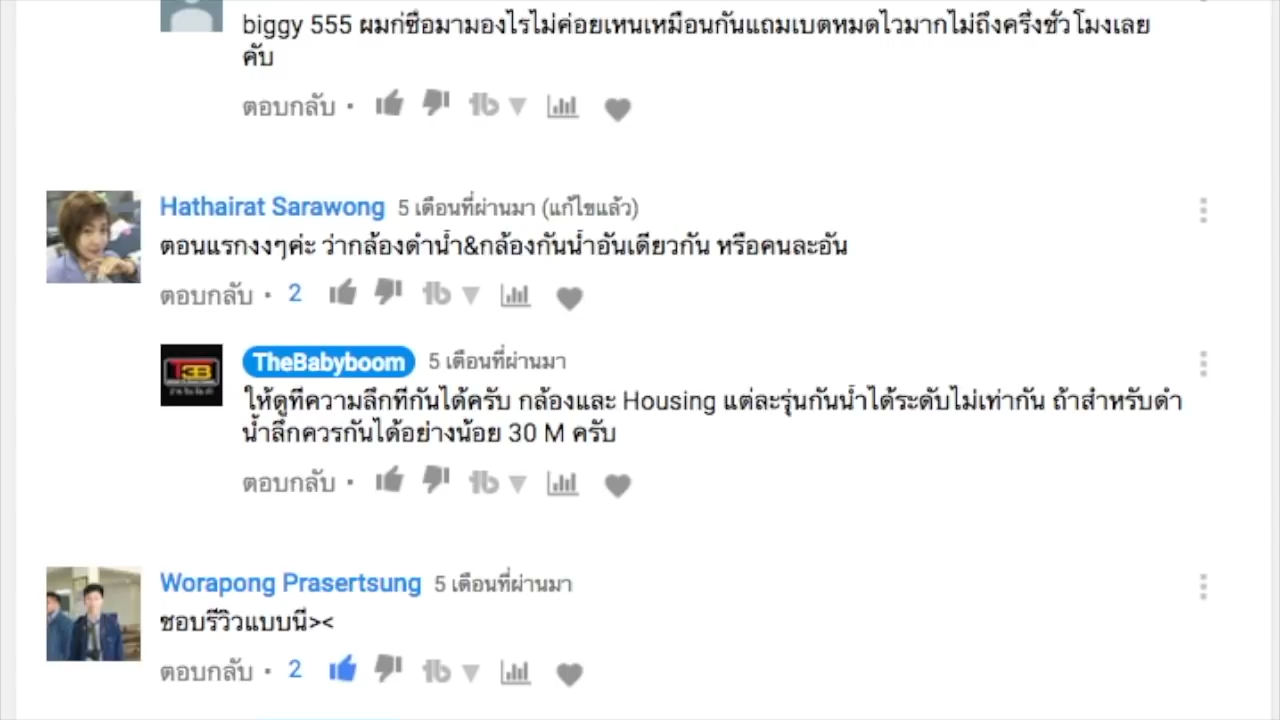 biggy 555 ผมก่ซือมามองไรไม่ค่อยเหนเหมือนกันแถมเบตหมดไวมากไม่ถึงครึ่งชั่วโมงเลย
คับ
ตอบกลับ •
Hathairat Sarawong 5 เดือนที่ผ่านมา (แก้ไขแล้ว)
ตอนแรกงงๆค่ะ ว่ากล้องดำน้ำ&กล้องกันน้ำอันเดียวกัน หรือคนละอัน
ตอบกลับ • 2
TheBabyboom 5 เดือนที่ผ่านมา
ให้ดูที่ความลึกที่กันได้ครับ กล้องและ Housing แต่ละรุ่นกันน้ำได้ระดับไม่เท่ากัน ถ้าสำหรับดำ
น้ำลึกควรกันได้อย่างน้อย 30 M ครับ
ตอบกลับ •
Worapong Prasertsung 5 เดือนที่ผ่านมา
ชอบรีวิวแบบนี้><
ตอบกลับ • 2